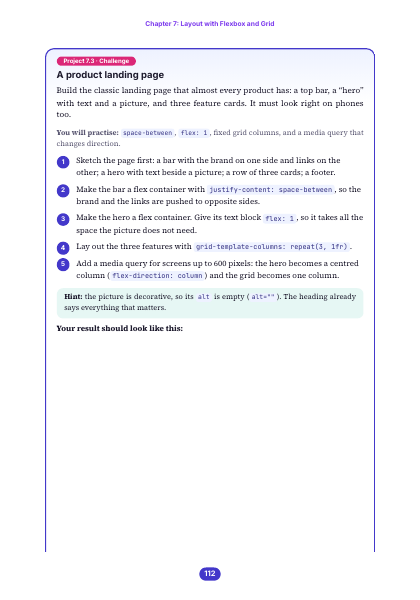 Chapter 7: Layout with Flexbox and Grid
Project 7.3 · Challenge
A product landing page
Build the classic landing page that almost every product has: a top bar, a “hero”
with text and a picture, and three feature cards. It must look right on phones
too.
You will practise: space-between, flex: 1, fixed grid columns, and a media query that
changes direction.
1 Sketch the page first: a bar with the brand on one side and links on the
other; a hero with text beside a picture; a row of three cards; a footer.
2 Make the bar a flex container with justify-content: space-between, so the
brand and the links are pushed to opposite sides.
3 Make the hero a flex container. Give its text block flex: 1, so it takes all the
space the picture does not need.
4 Lay out the three features with grid-template-columns: repeat(3, 1fr).
5 Add a media query for screens up to 600 pixels: the hero becomes a centred
column (flex-direction: column) and the grid becomes one column.
Hint: the picture is decorative, so its alt is empty (alt=""). The heading already
says everything that matters.
Your result should look like this:
112